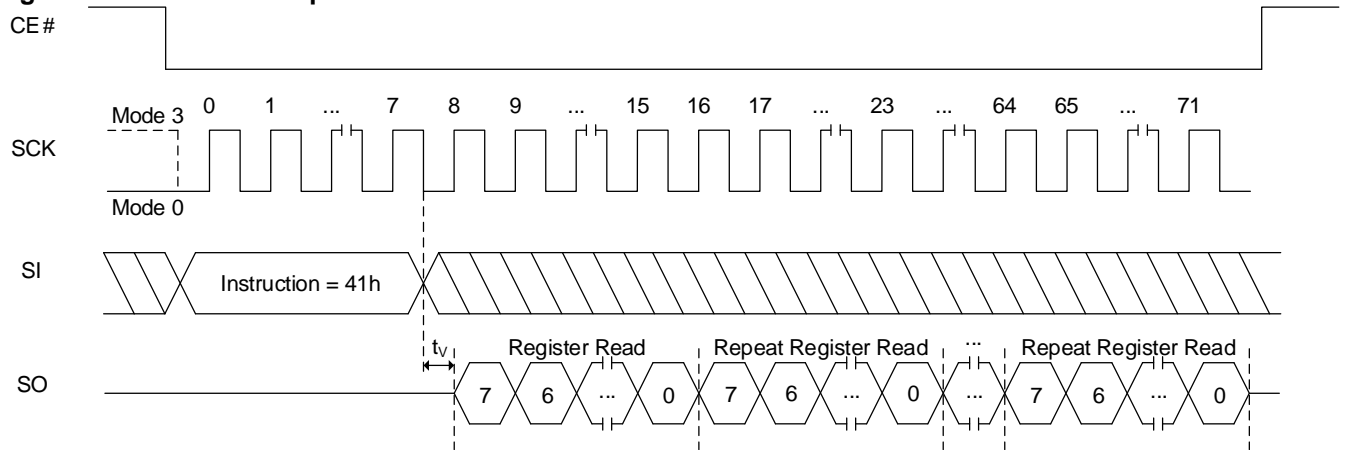 CE#
Mode 3 0 1 ... 7 8 9 ... 15 16 17 ... 23 ... 64 65 ... 71
SCK
Mode 0
SI
Instruction = 41h
tV Register Read Repeat Register Read ... Repeat Register Read
SO
7 6 ... 0 7 6 ... 0 ... 7 6 ... 0